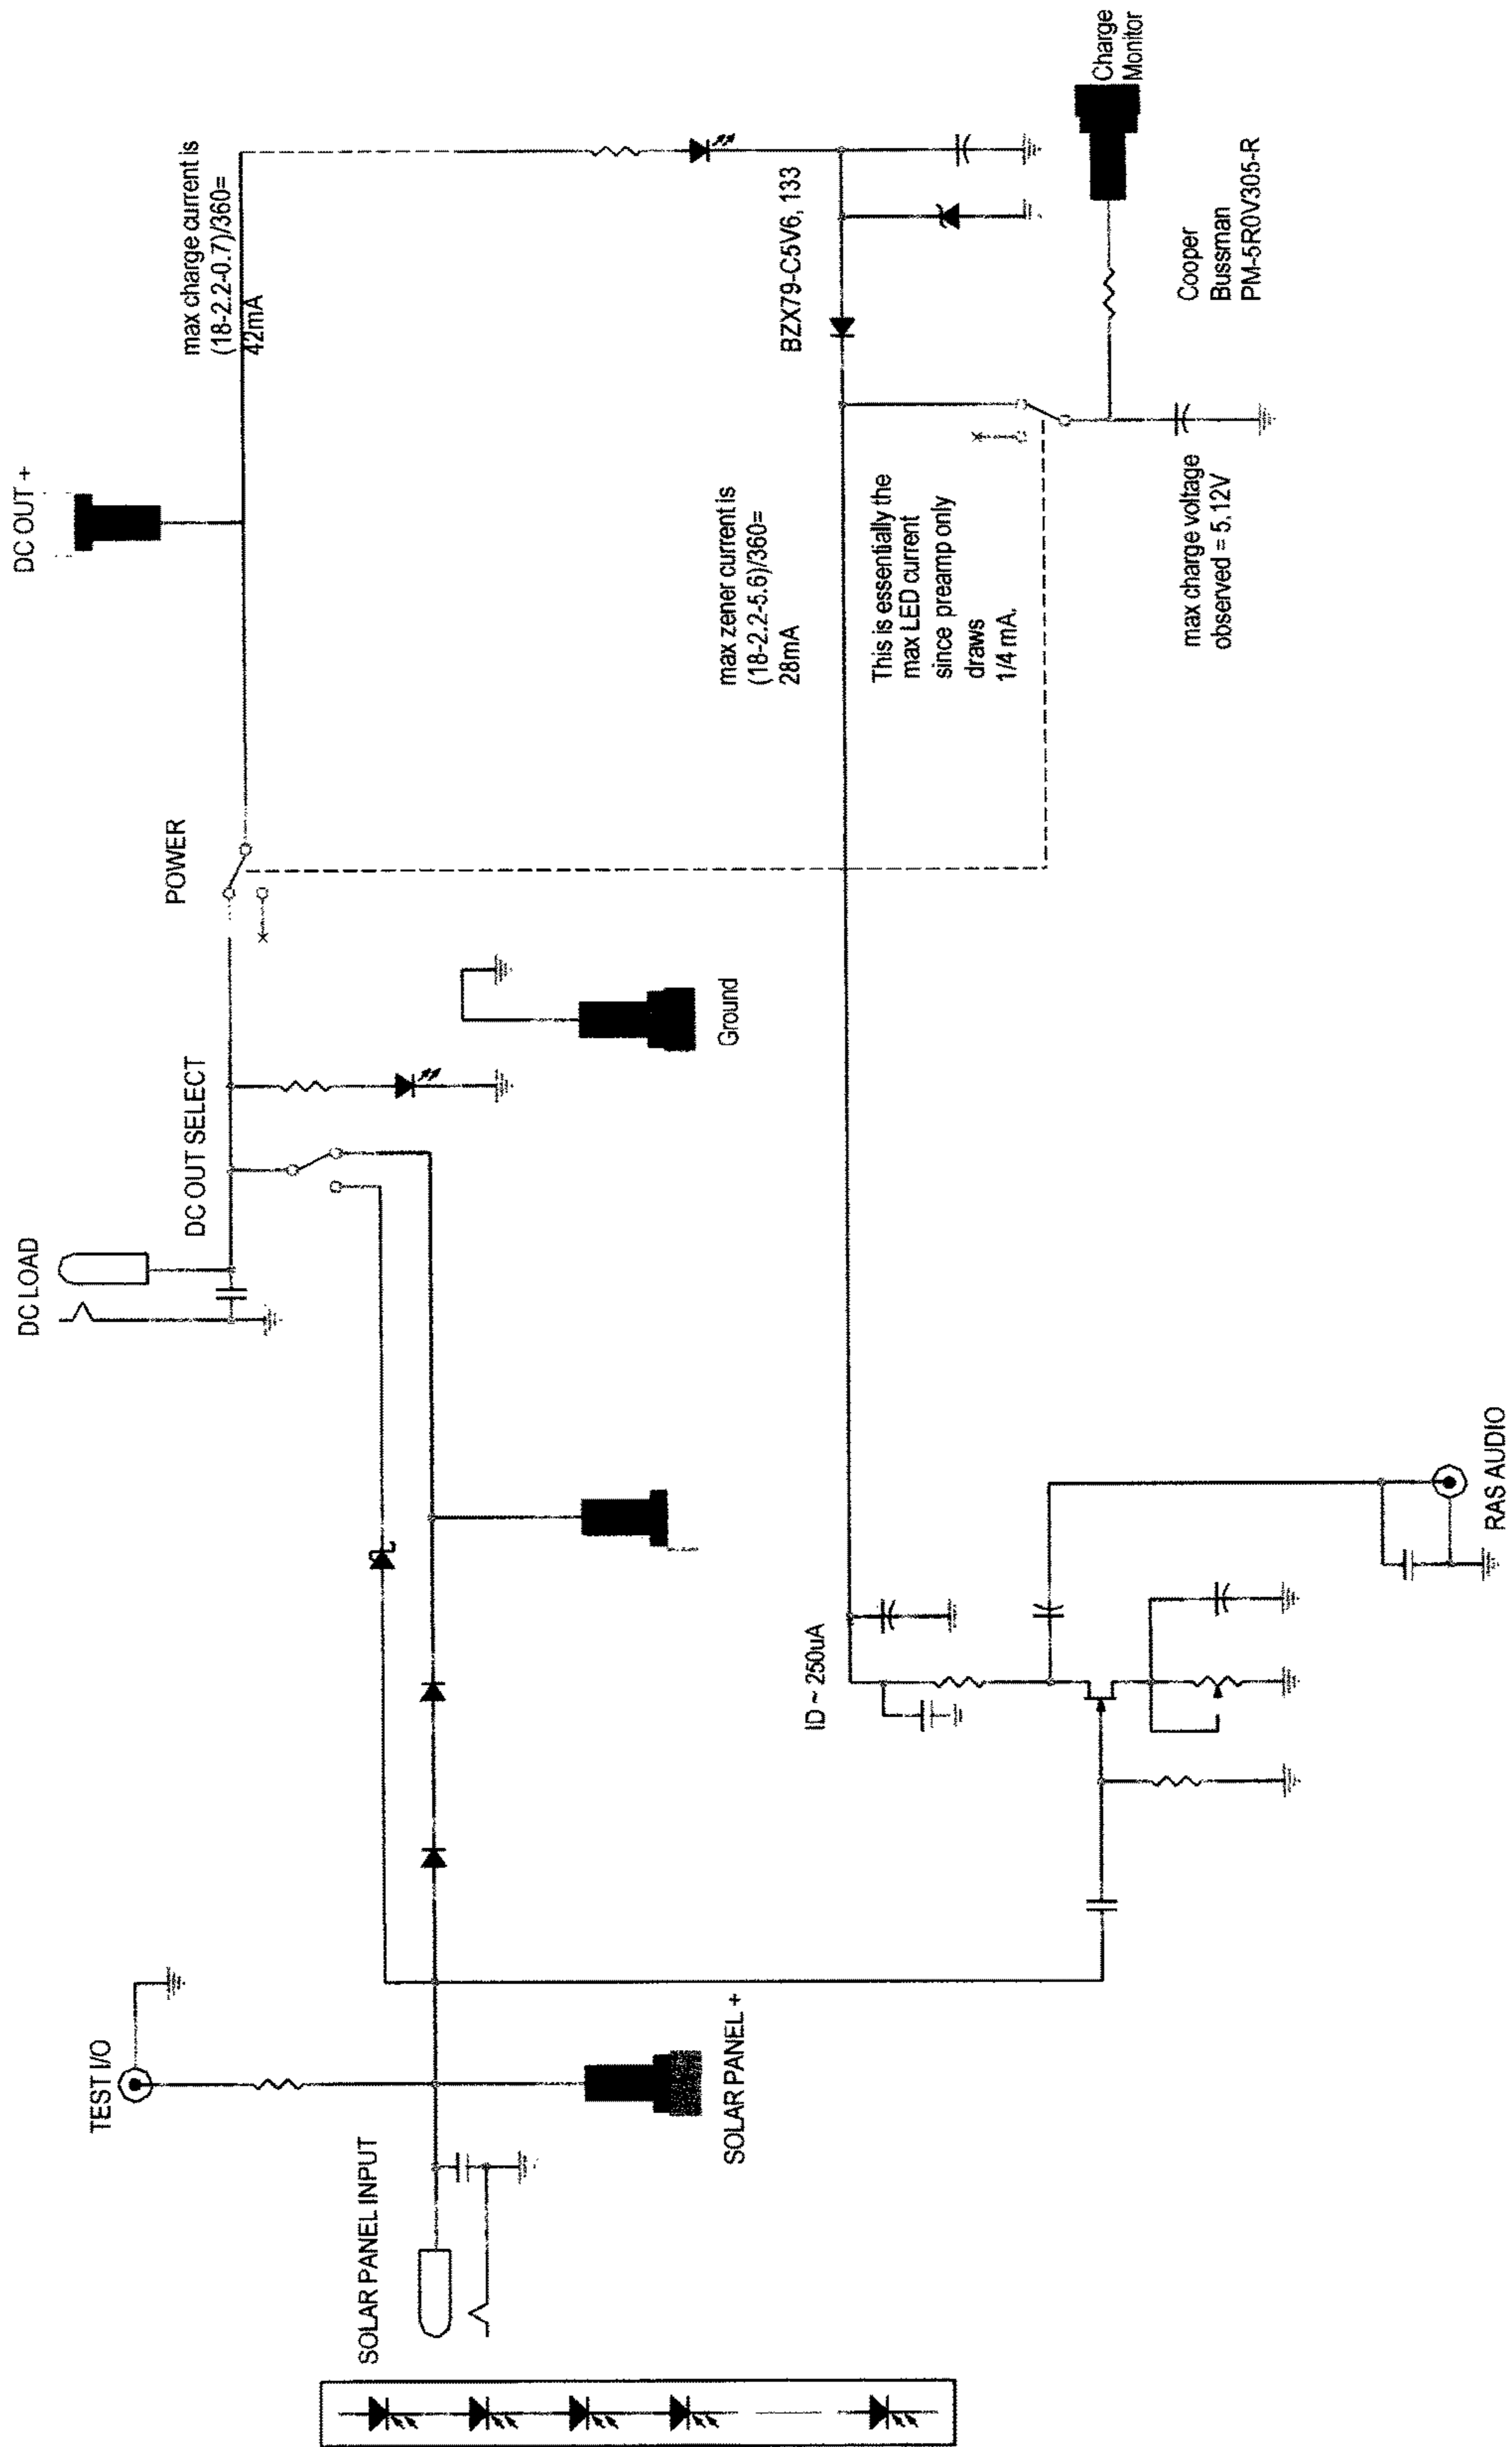 SOLAR PANEL INPUT
TEST I/O
SOLAR PANEL +
DC LOAD
DC OUT SELECT
Ground
POWER
DC OUT +
max charge current is
(18-2.2-0.7)/360=
42mA
max zener current is
(18-2.2-5.6)/360=
28mA
This is essentially the
max LED current
since preamp only
draws
1/4 mA.
BZX79-C5V6, 133
Charge
Monitor
Cooper
Bussman
PM-5R0V305-R
max charge voltage
observed = 5.12V
ID ~ 250uA
RAS AUDIO